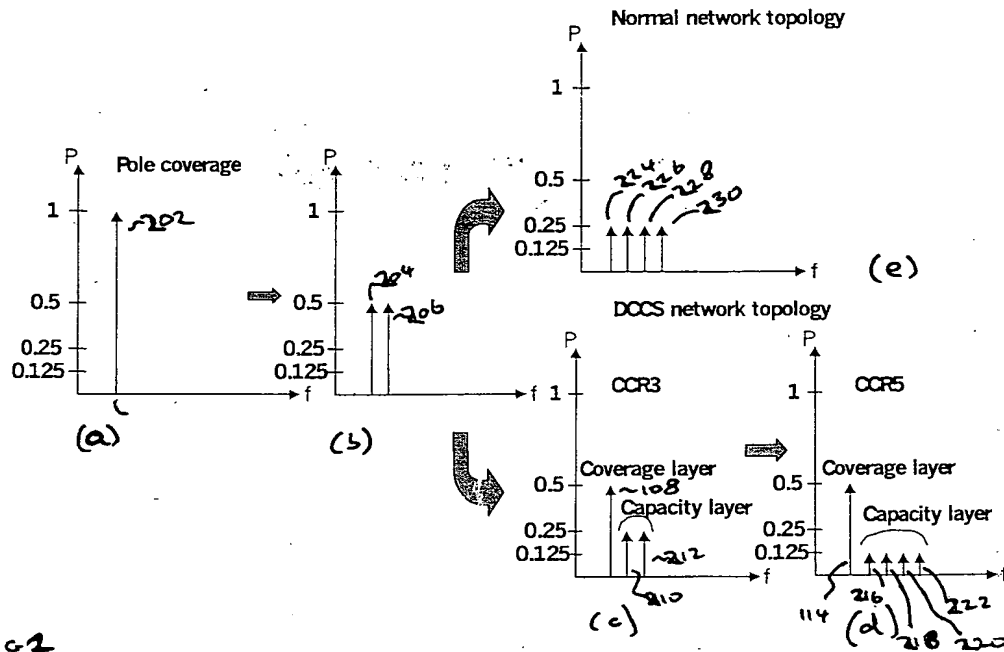 Normal network topology
P
1
0.5
0.25
0.125
224
226
228
230
f
(e)
P
Pole coverage
1
~202
0.5
0.25
0.125
f
(a)
P
1
0.5
0.25
0.125
204
~206
f
(b)
DCCS network topology
P
CCR3
1
Coverage layer
0.5
~108
Capacity layer
0.25
0.125
~212
f
210
(c)
P
CCR5
1
Coverage layer
0.5
Capacity layer
0.25
0.125
f
114
216
218
220
222
(d)
G2